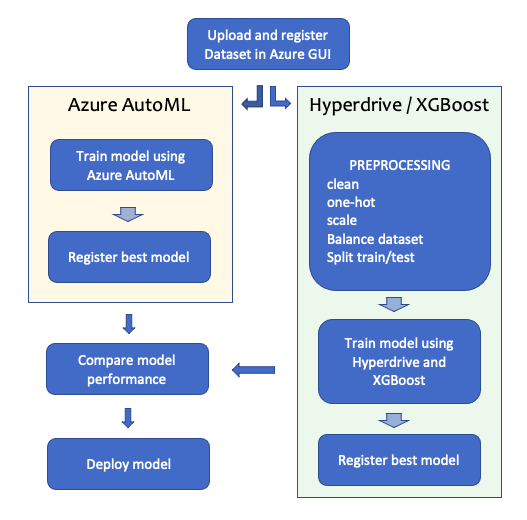 Upload and register
Dataset in Azure GUI
Azure AutoML
Train model using
Azure AutoML
Register best model
Hyperdrive / XGBoost
PREPROCESSING
clean
one-hot
scale
Balance dataset
Split train/test
Train model using
Hyperdrive and
XGBoost
Register best model
Compare model
performance
Deploy model